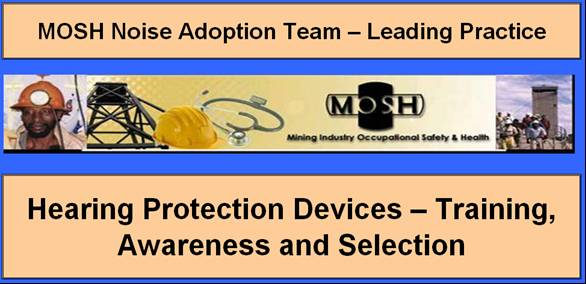 MOSH Noise Adoption Team – Leading Practice
MOSH
Mining Industry Occupational Safety & Health
Hearing Protection Devices – Training,
Awareness and Selection